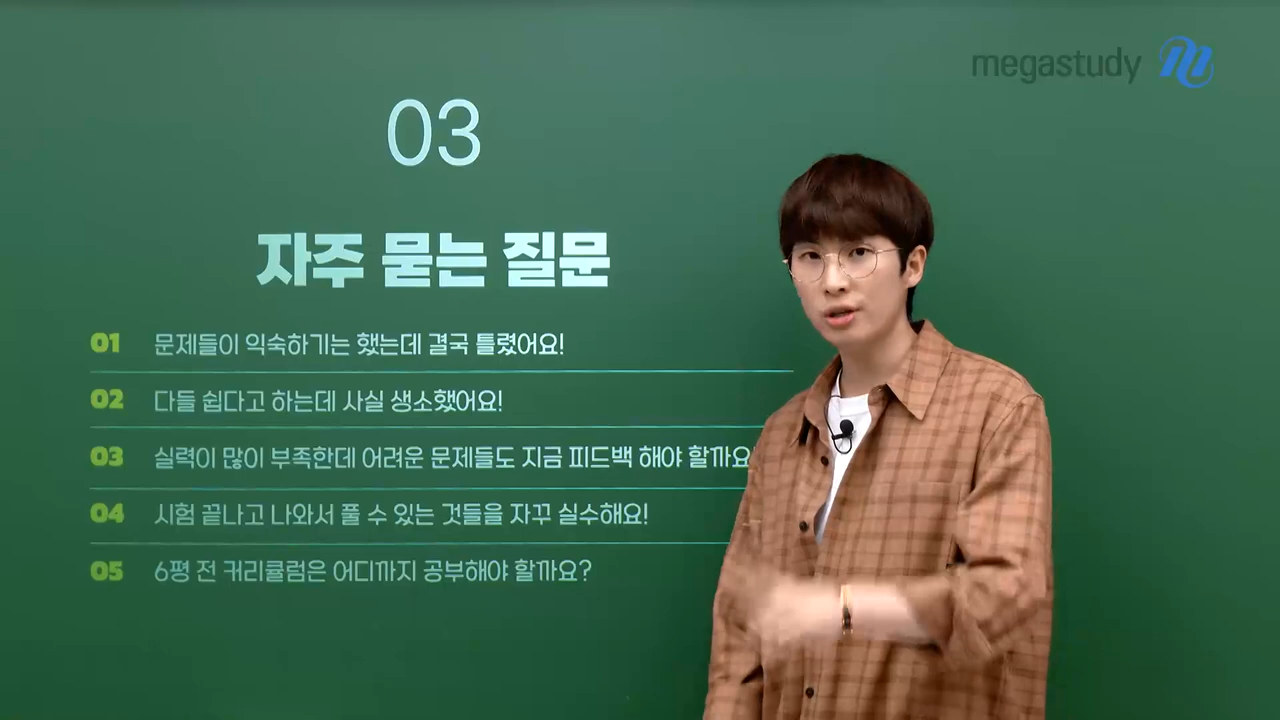 megastudy
03
자주 묻는 질문
01 문제들이 익숙하기는 했는데 결국 틀렸어요!
02 다들 쉽다고 하는데 사실 생소했어요!
03 실력이 많이 부족한데 어려운 문제들도 지금 피드백 해야 할까요
04 시험 끝나고 나와서 풀 수 있는 것들을 자꾸 실수해요!
05 6평 전 커리큘럼은 어디까지 공부해야 할까요?